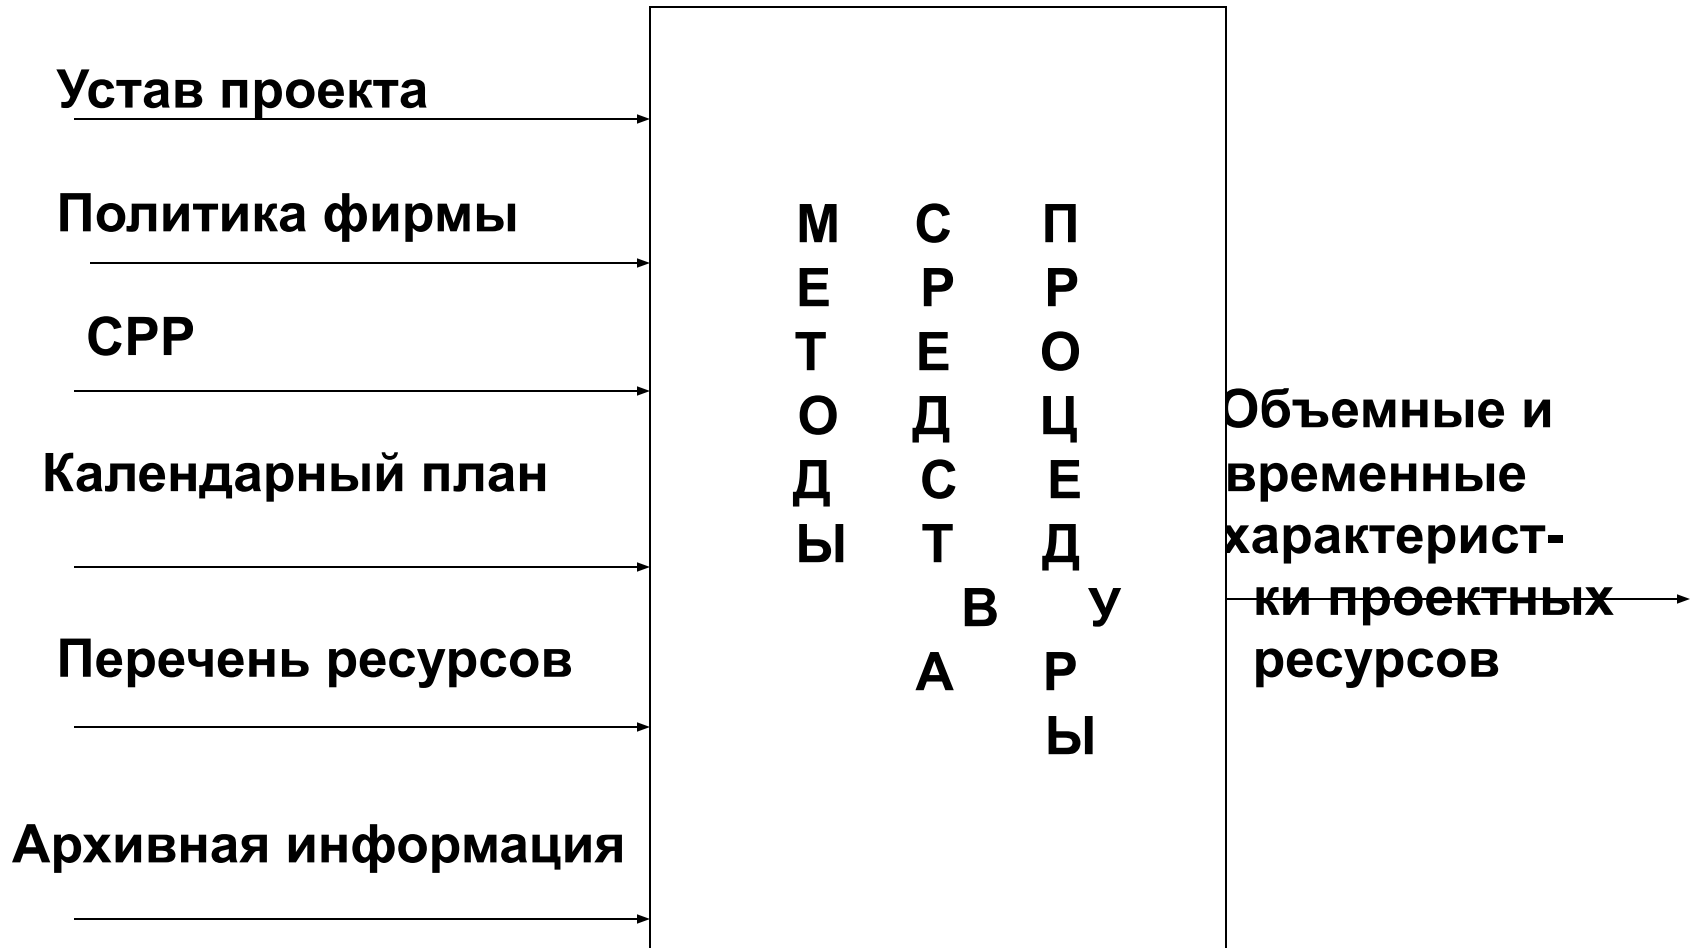 Устав проекта
Политика фирмы
СРР
Календарный план
Перечень ресурсов
Архивная информация
М С П
Е Р Р
Т Е О
О Д Ц
Д С Е
Ы Т Д
В У
А Р
Ы
Объемные и
временные
характерист-
ки проектных
ресурсов